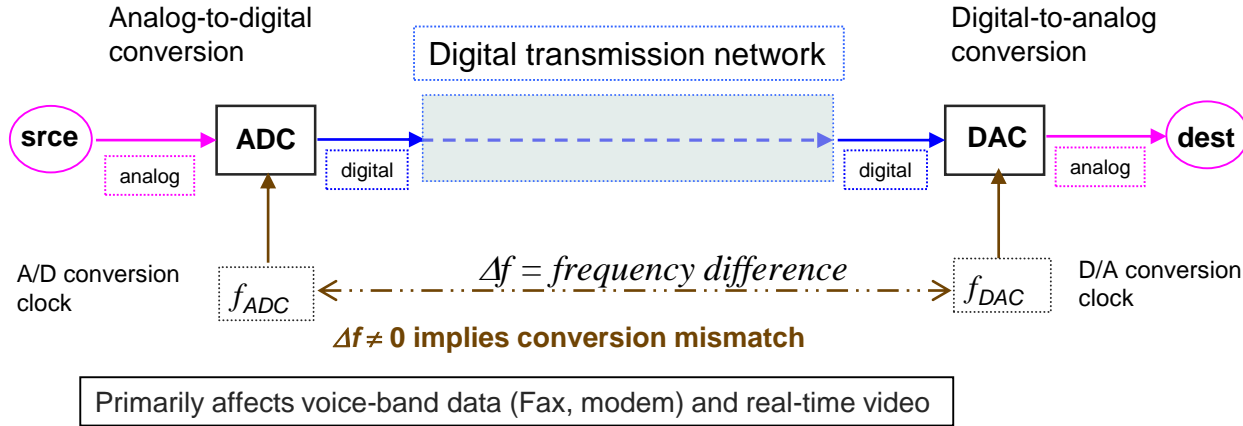 Analog-to-digital
conversion
Digital-to-analog
conversion
Digital transmission network
srce
ADC
DAC
dest
analog
digital
digital
analog
A/D conversion
clock
fADC
Δf = frequency difference
fDAC
D/A conversion
clock
Δf ≠ 0 implies conversion mismatch
Primarily affects voice-band data (Fax, modem) and real-time video